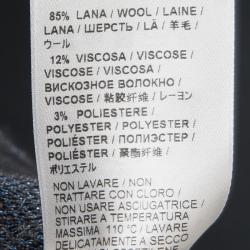 85% LANA / WOOL / LAINE /
LANA / ШЕРСТЬ / LÃ / 羊毛 /
ウール
12% VISCOSA / VISCOSE /
VISCOSE / VISCOSA /
ВИСКОЗНОЕ ВОЛОКНО /
VISCOSE / 粘胶纤维 / レーヨン
3% POLIESTERE /
POLYESTER / POLYESTER /
POLIÉSTER / ПОЛИЭСТЕР /
POLIÉSTER / 聚酯纤维 /
ポリエステル
NON LAVARE / NON
TRATTARE CON CLORO /
NON USARE ASCIUGATRICE /
STIRARE A TEMPERATURA
MASSIMA 110°C / LAVARE
DELICATAMENTE A SECCO